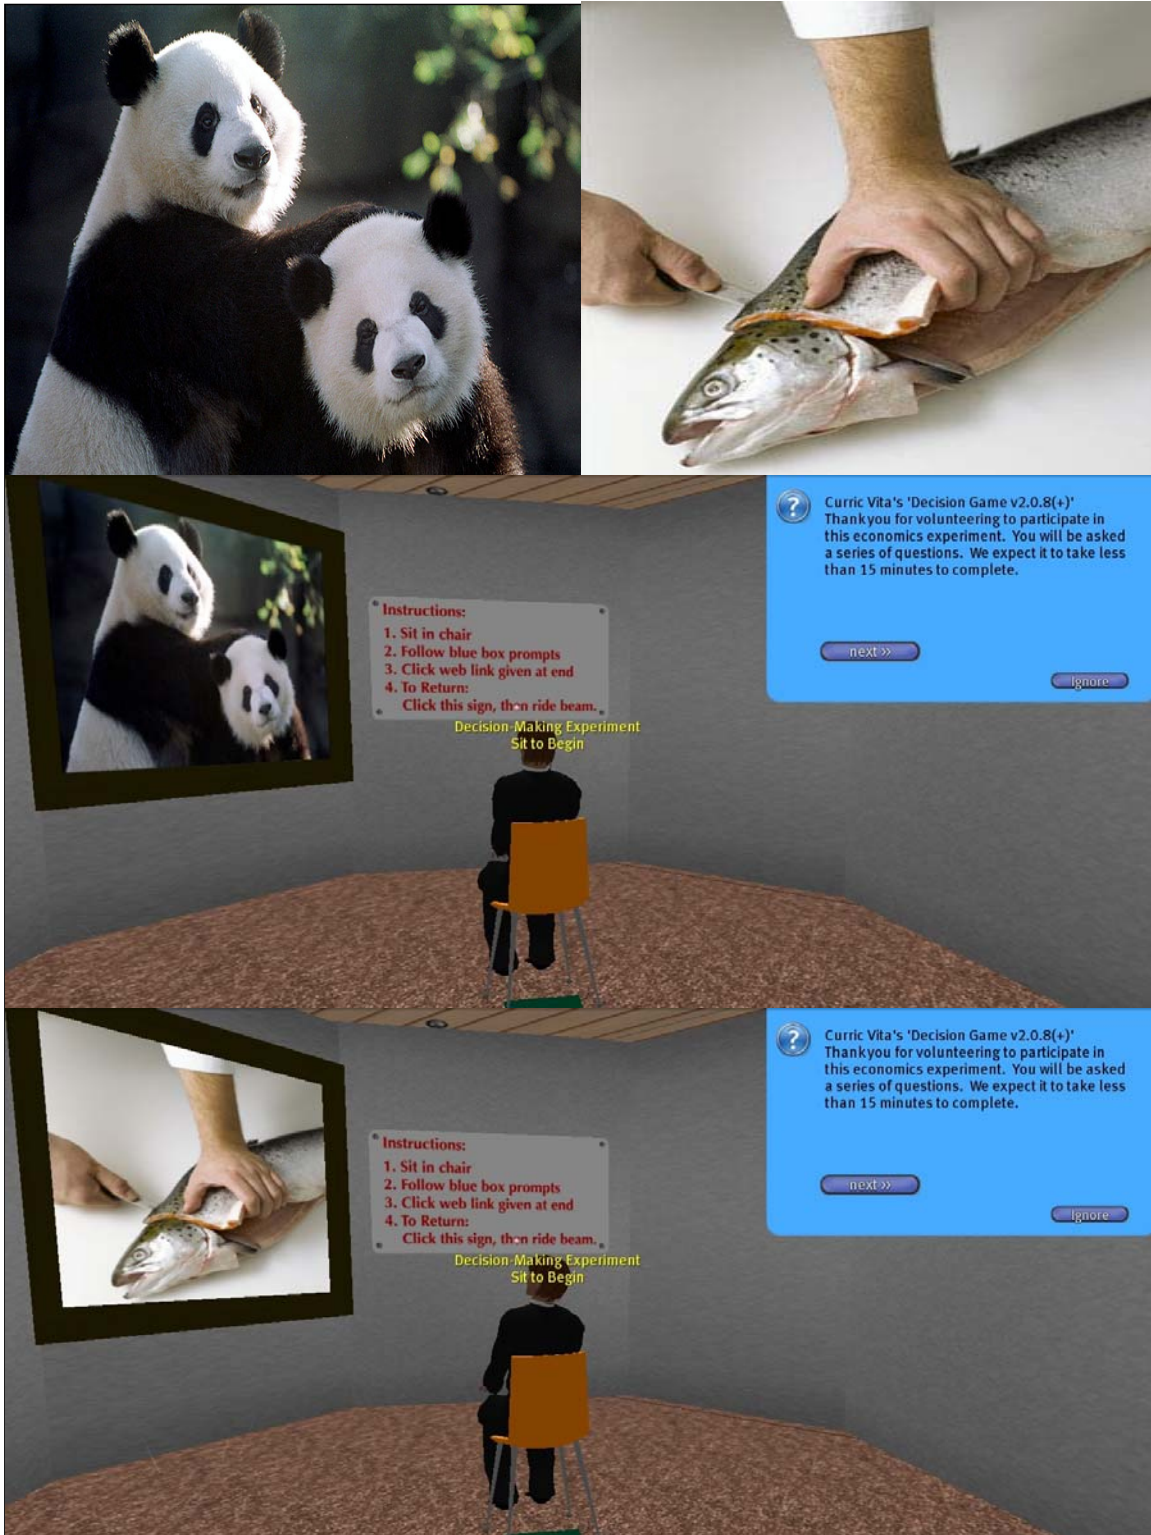 Instructions:
1. Sit in chair
2. Follow blue box prompts
3. Click web link given at end
4. To Return:
Click this sign, then ride beam.
Decision-Making Experiment
Sit to Begin
Curric Vita's 'Decision Game v2.0.8(+)'
Thank you for volunteering to participate in
this economics experiment. You will be asked
a series of questions. We expect it to take less
than 15 minutes to complete.
next >>
Ignore
Instructions:
1. Sit in chair
2. Follow blue box prompts
3. Click web link given at end
4. To Return:
Click this sign, then ride beam.
Decision-Making Experiment
Sit to Begin
Curric Vita's 'Decision Game v2.0.8(+)'
Thank you for volunteering to participate in
this economics experiment. You will be asked
a series of questions. We expect it to take less
than 15 minutes to complete.
next >>
Ignore